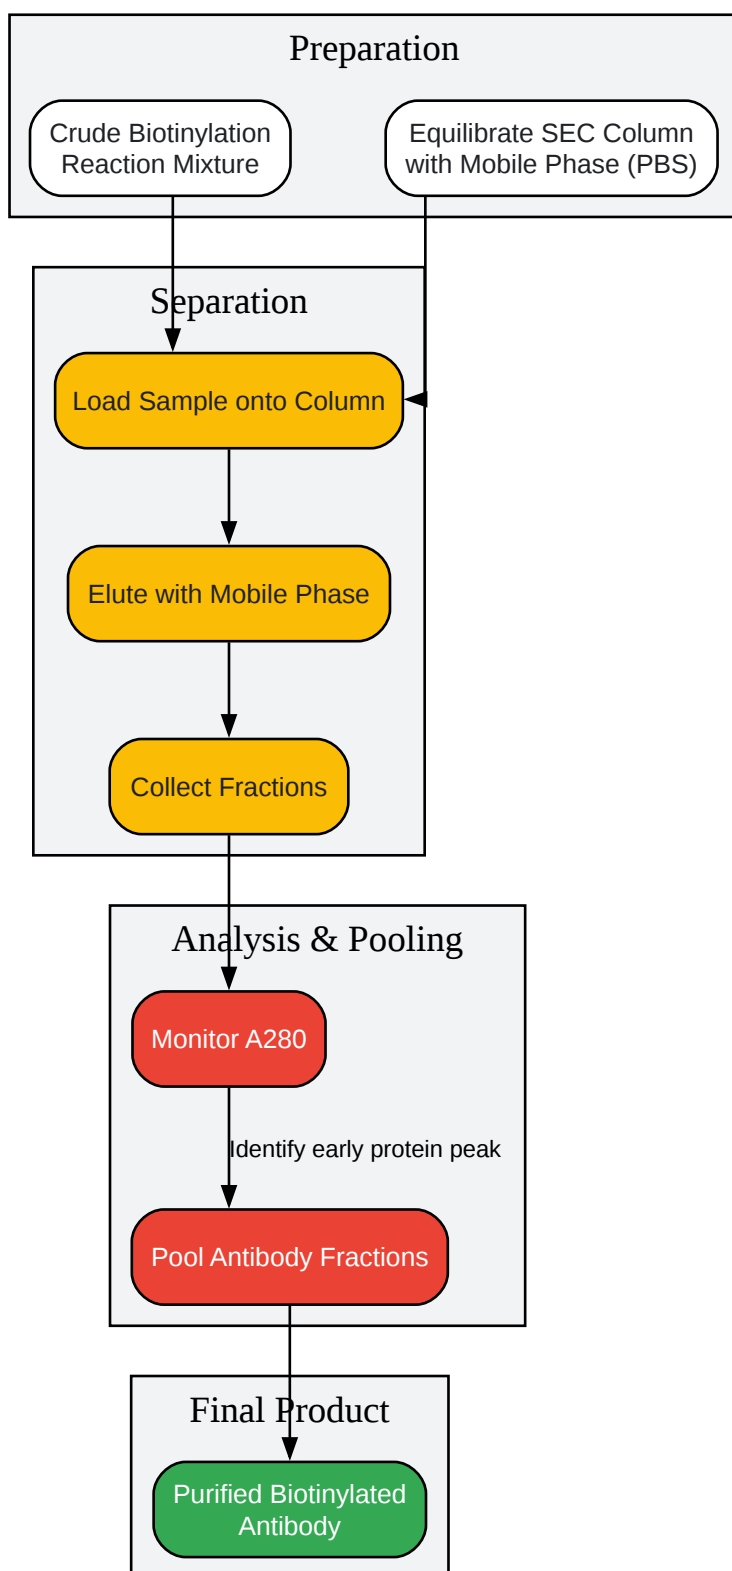 Preparation
Crude Biotinylation
Reaction Mixture
Equilibrate SEC Column
with Mobile Phase (PBS)
Separation
Load Sample onto Column
Elute with Mobile Phase
Collect Fractions
Analysis & Pooling
Monitor A280
Identify early protein peak
Pool Antibody Fractions
Final Product
Purified Biotinylated
Antibody